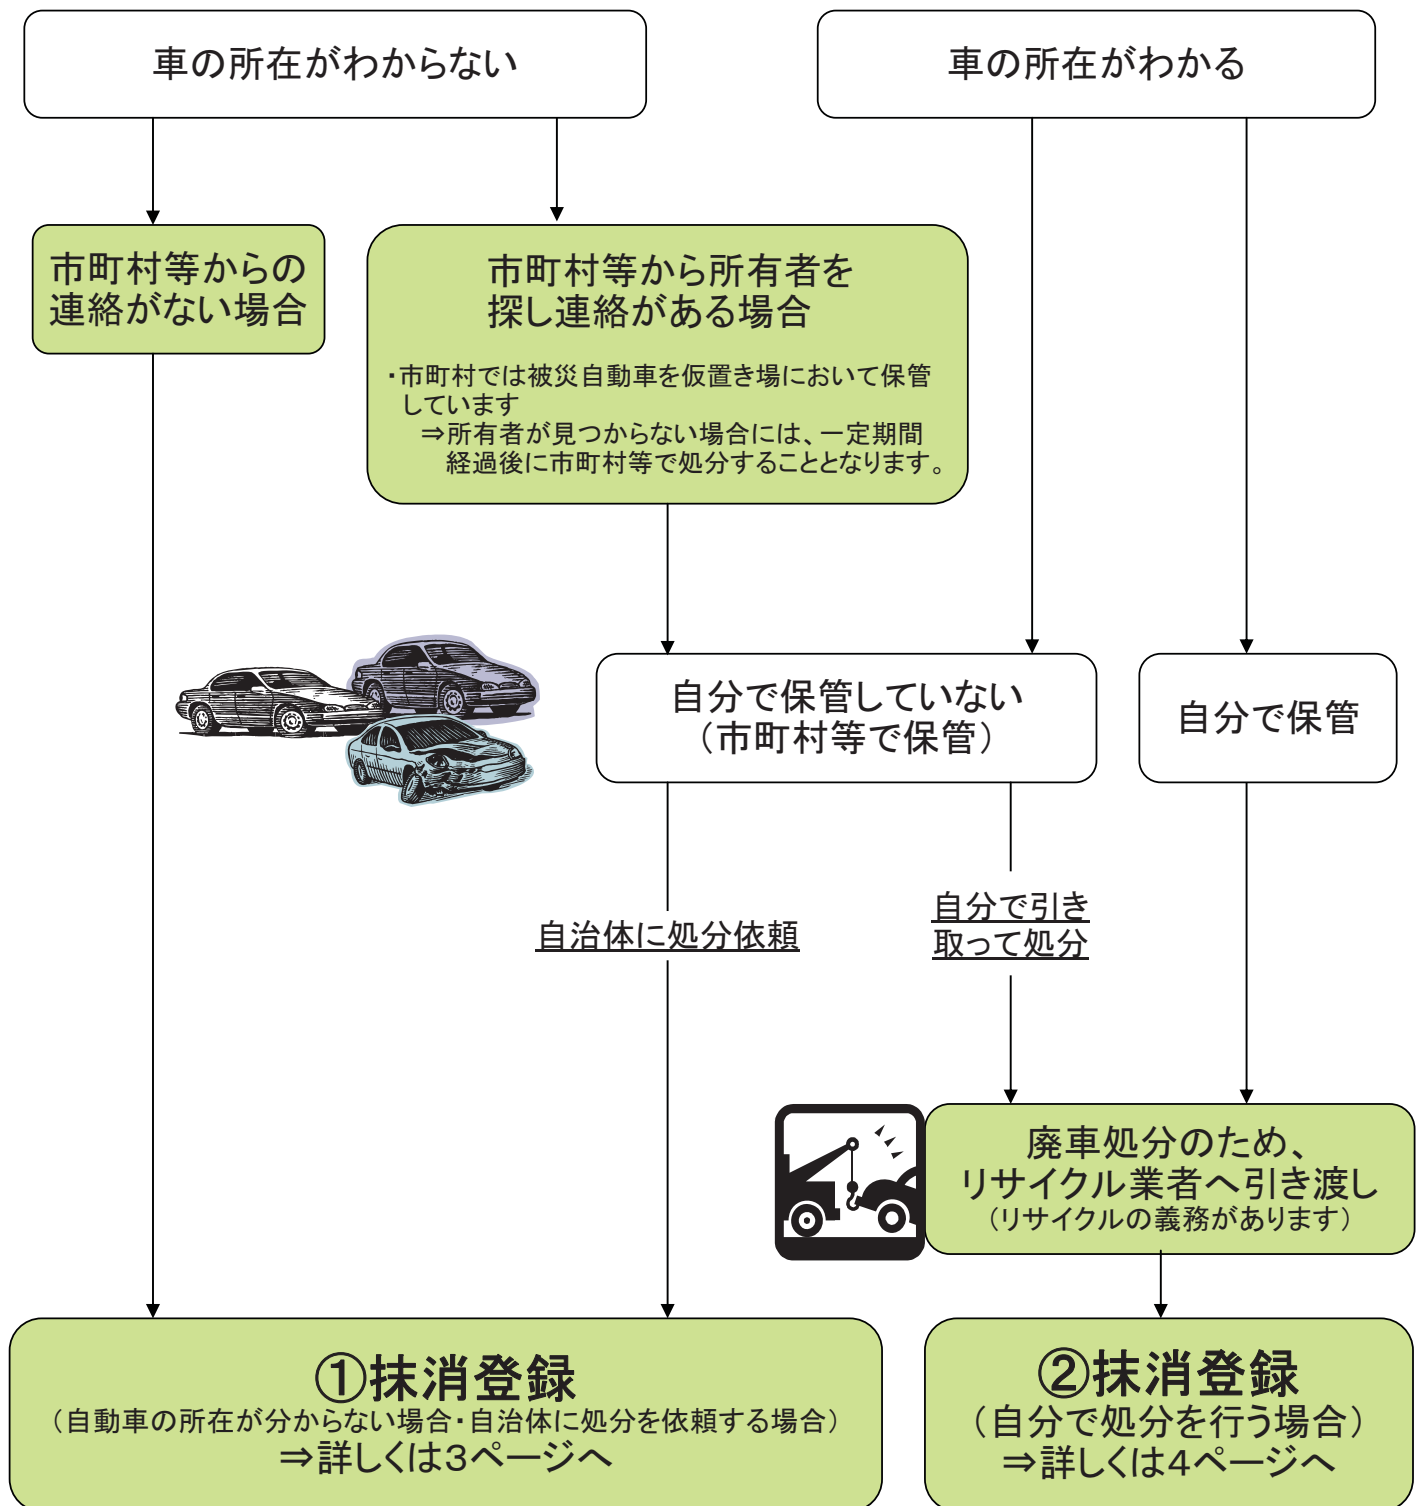 車の所在がわからない
車の所在がわかる
市町村等からの
連絡がない場合
市町村等から所有者を
探し連絡がある場合
・市町村では被災自動車を仮置き場において保管
しています
⇒所有者が見つからない場合には、一定期間
経過後に市町村等で処分することとなります。
自分で保管していない
（市町村等で保管）
自分で保管
自治体に処分依頼
自分で引き
取って処分
廃車処分のため、
リサイクル業者へ引き渡し
（リサイクルの義務があります）
①抹消登録
（自動車の所在が分からない場合・自治体に処分を依頼する場合）
⇒詳しくは３ページへ
②抹消登録
（自分で処分を行う場合）
⇒詳しくは４ページへ